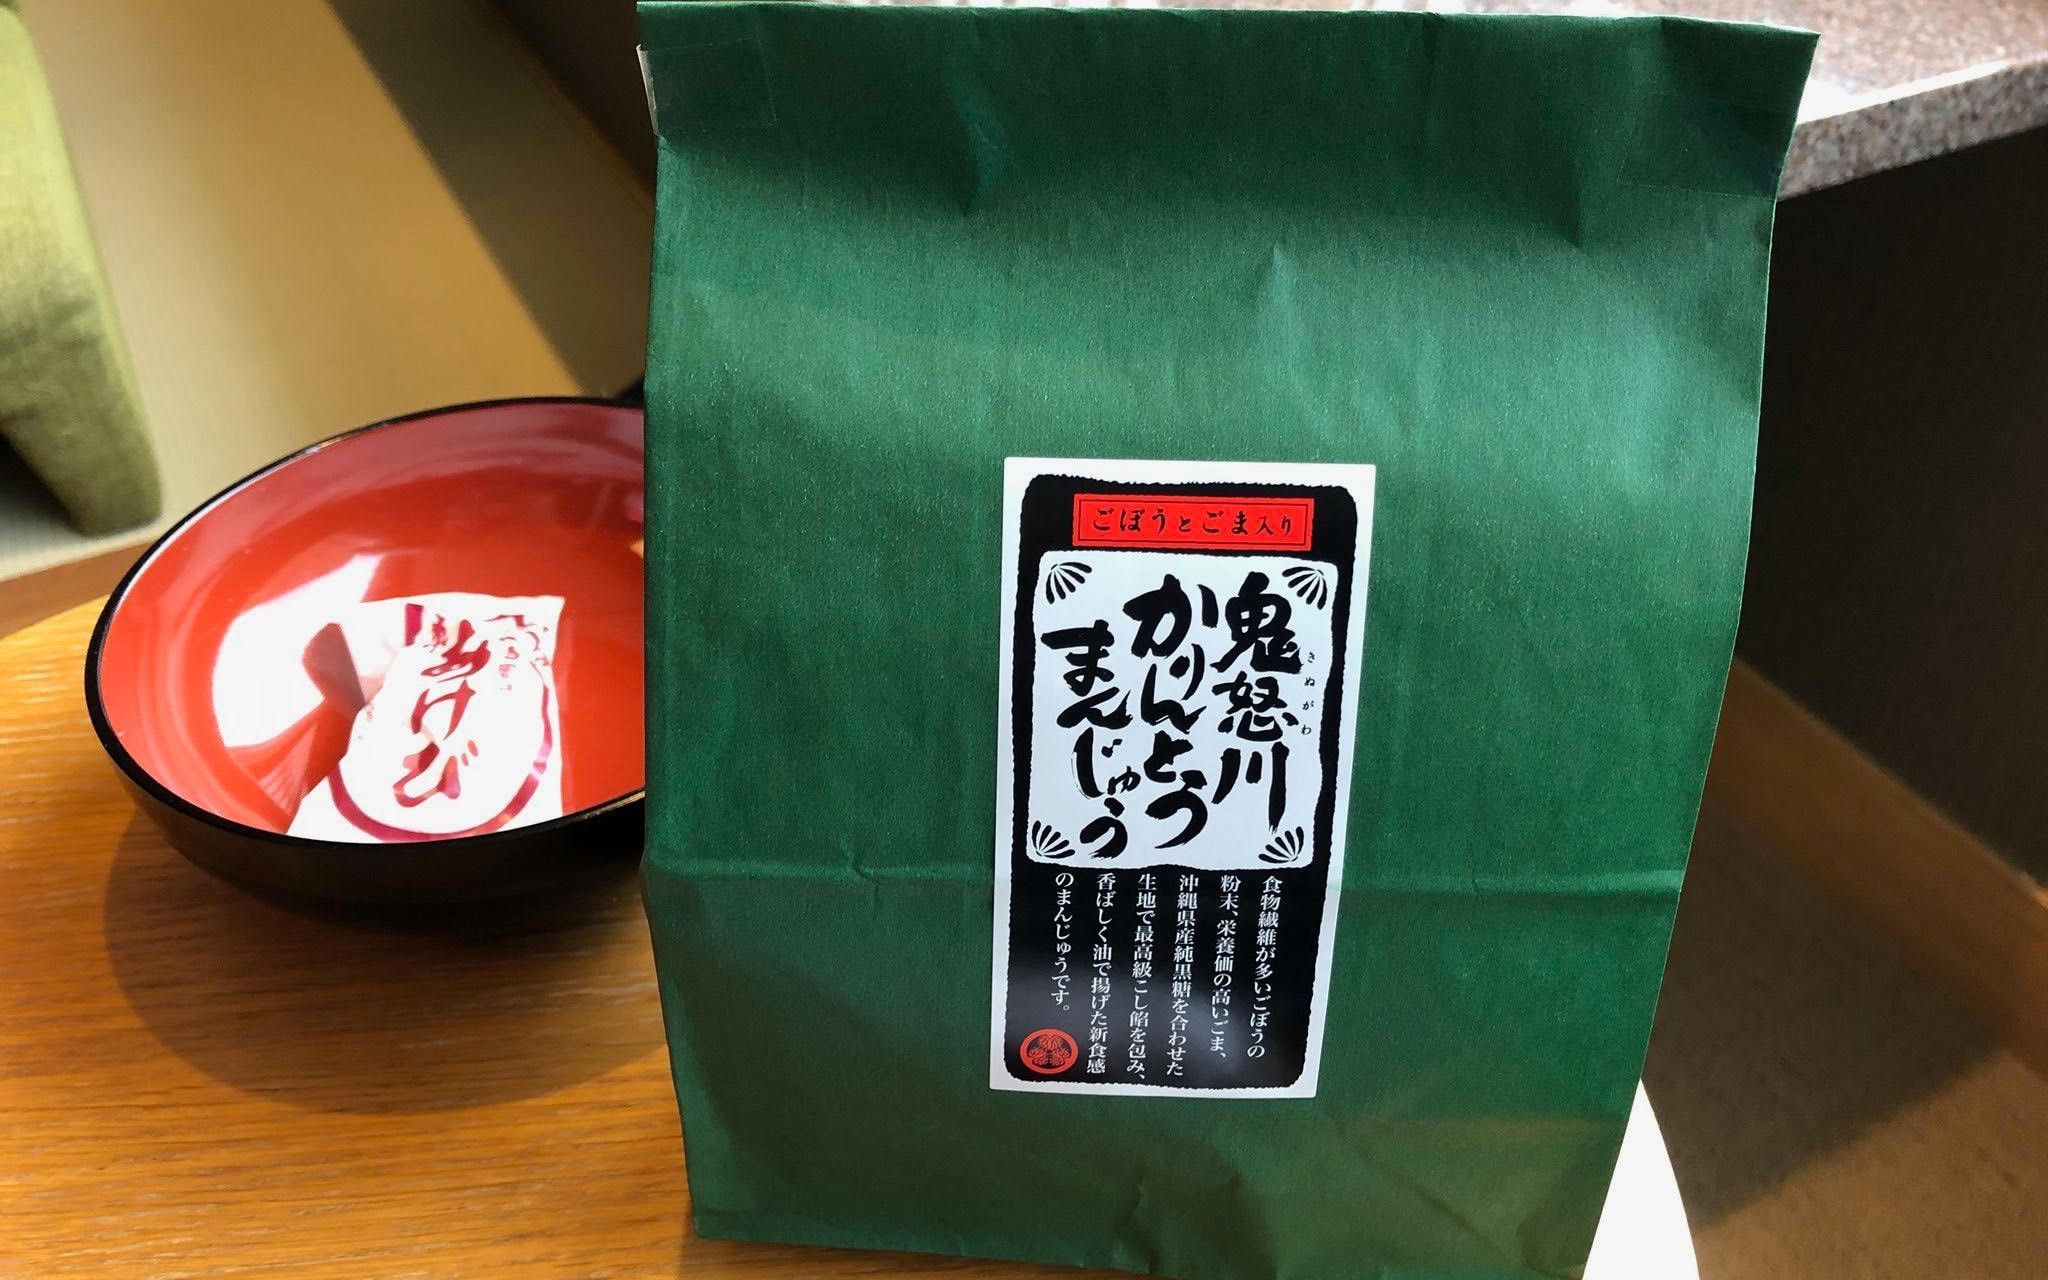 ごぼうとごま入り
鬼怒川
きぬがわ
かりんとう
まんじゅう
食物繊維が多いごぼうの
粉末、栄養価の高いごま、
沖縄県産純黒糖を合わせた
生地で最高級こし餡を包み、
香ばしく油で揚げた新食感
のまんじゅうです。
あけび